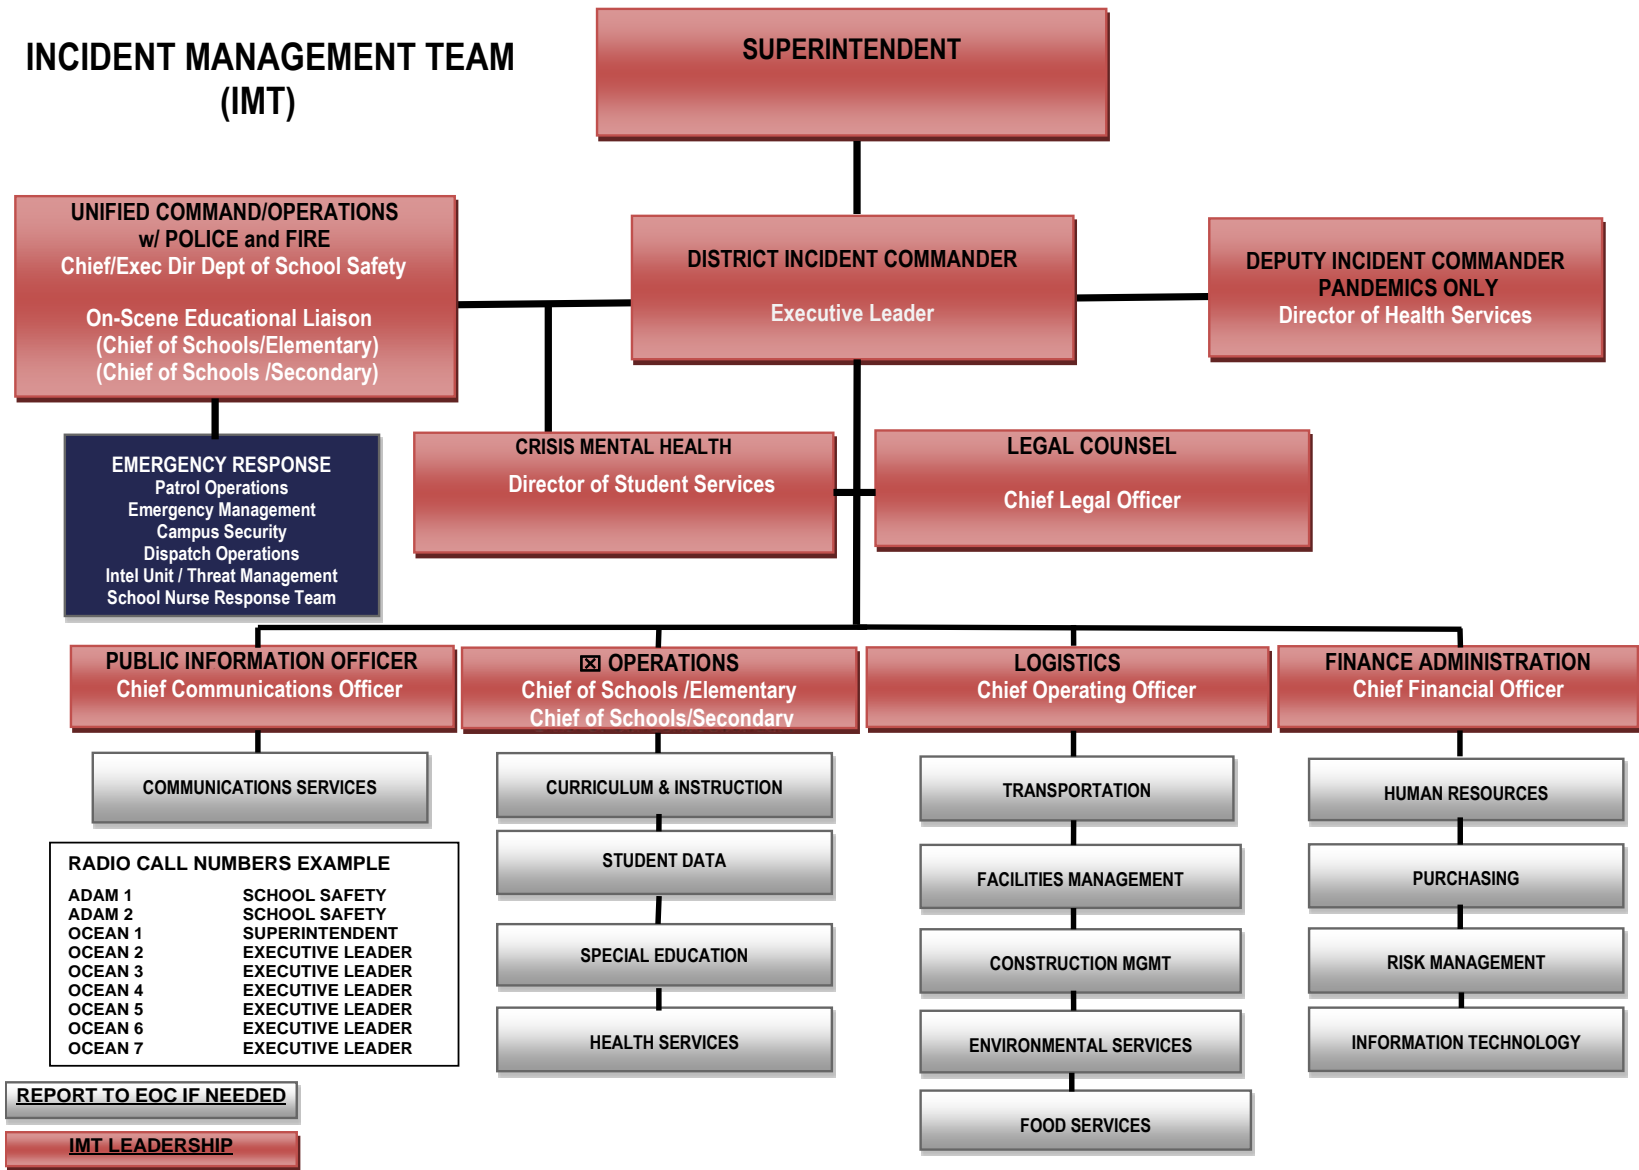 INCIDENT MANAGEMENT TEAM
(IMT)
SUPERINTENDENT
UNIFIED COMMAND/OPERATIONS
w/ POLICE and FIRE
Chief/Exec Dir Dept of School Safety
On-Scene Educational Liaison
(Chief of Schools/Elementary)
(Chief of Schools /Secondary)
DISTRICT INCIDENT COMMANDER
Executive Leader
DEPUTY INCIDENT COMMANDER
PANDEMICS ONLY
Director of Health Services
EMERGENCY RESPONSE
Patrol Operations
Emergency Management
Campus Security
Dispatch Operations
Intel Unit / Threat Management
School Nurse Response Team
CRISIS MENTAL HEALTH
Director of Student Services
LEGAL COUNSEL
Chief Legal Officer
PUBLIC INFORMATION OFFICER
Chief Communications Officer
☒ OPERATIONS
Chief of Schools /Elementary
Chief of Schools/Secondary
LOGISTICS
Chief Operating Officer
FINANCE ADMINISTRATION
Chief Financial Officer
COMMUNICATIONS SERVICES
CURRICULUM & INSTRUCTION
STUDENT DATA
SPECIAL EDUCATION
HEALTH SERVICES
TRANSPORTATION
FACILITIES MANAGEMENT
CONSTRUCTION MGMT
ENVIRONMENTAL SERVICES
FOOD SERVICES
HUMAN RESOURCES
PURCHASING
RISK MANAGEMENT
INFORMATION TECHNOLOGY
RADIO CALL NUMBERS EXAMPLE
ADAM 1 SCHOOL SAFETY
ADAM 2 SCHOOL SAFETY
OCEAN 1 SUPERINTENDENT
OCEAN 2 EXECUTIVE LEADER
OCEAN 3 EXECUTIVE LEADER
OCEAN 4 EXECUTIVE LEADER
OCEAN 5 EXECUTIVE LEADER
OCEAN 6 EXECUTIVE LEADER
OCEAN 7 EXECUTIVE LEADER
REPORT TO EOC IF NEEDED
IMT LEADERSHIP